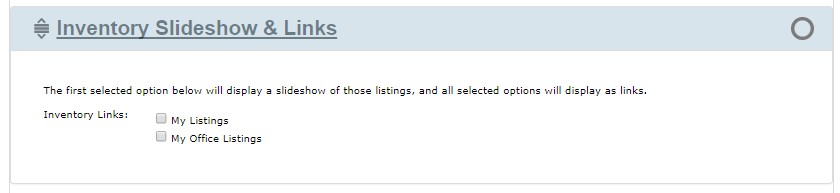 Inventory Slideshow & Links
The first selected option below will display a slideshow of those listings, and all selected options will display as links.
Inventory Links:
My Listings
My Office Listings